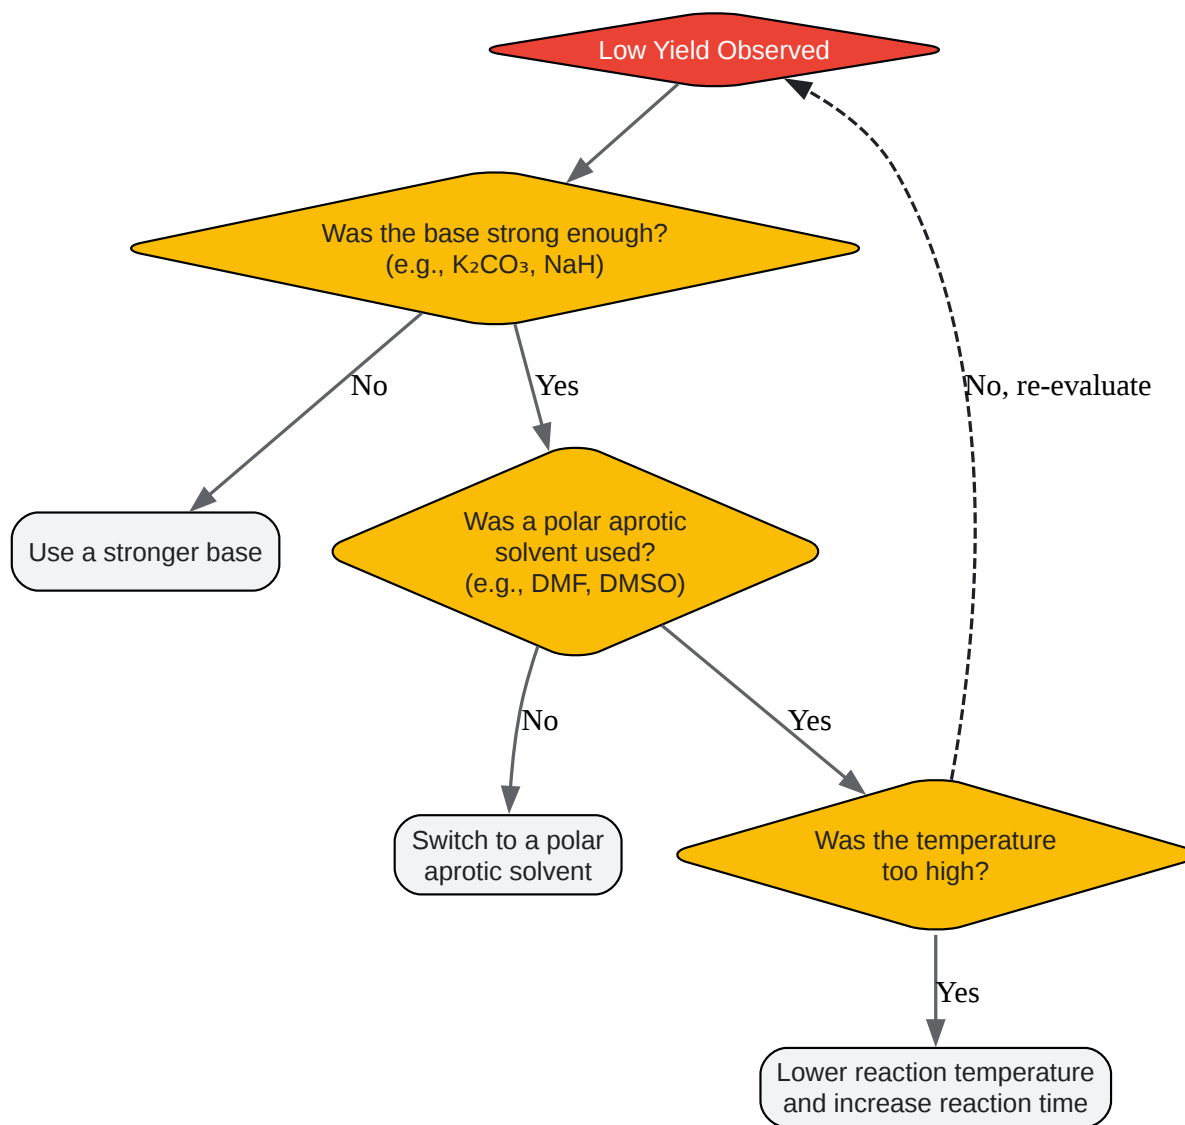 Low Yield Observed
Was the base strong enough?
(e.g., K₂CO₃, NaH)
No
Yes
No, re-evaluate
Use a stronger base
Was a polar aprotic
solvent used?
(e.g., DMF, DMSO)
No
Yes
Switch to a polar
aprotic solvent
Was the temperature
too high?
Yes
Lower reaction temperature
and increase reaction time